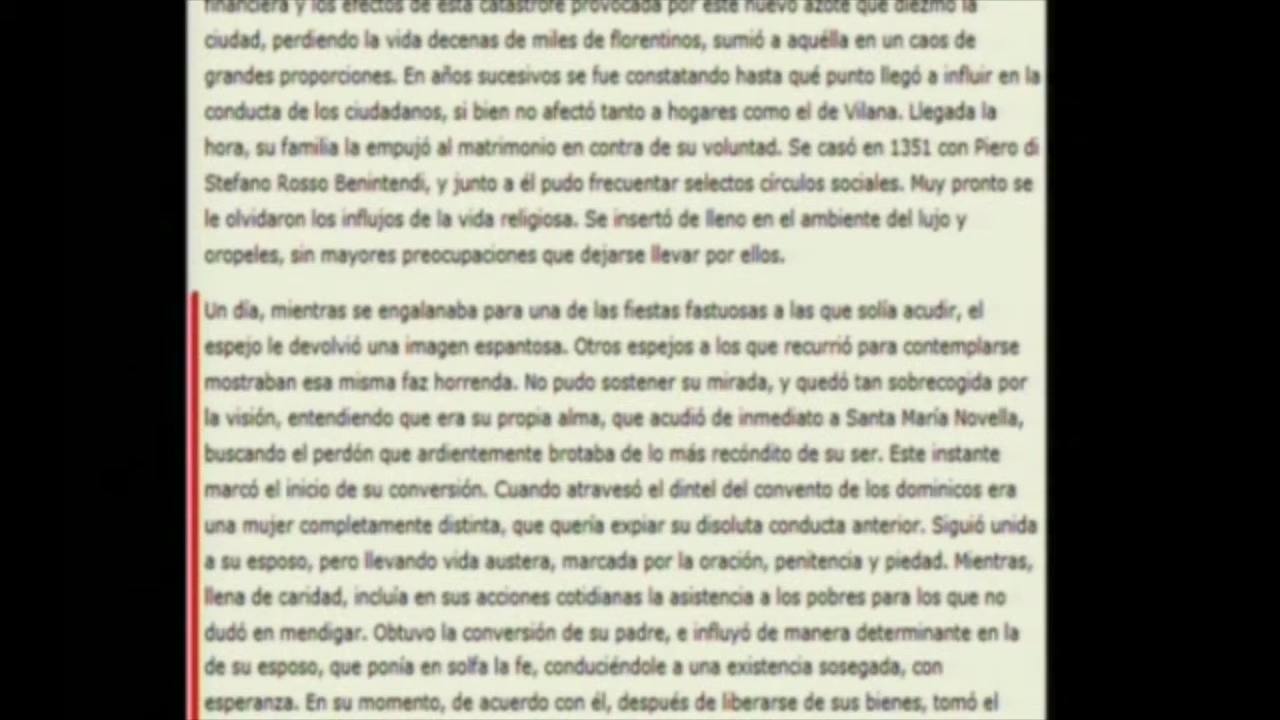 financiera y los efectos de esta catástrofe provocada por este nuevo azote que diezmó la
ciudad, perdiendo la vida decenas de miles de florentinos, sumió a aquélla en un caos de
grandes proporciones. En años sucesivos se fue constatando hasta qué punto llegó a influir en la
conducta de los ciudadanos, si bien no afectó tanto a hogares como el de Vilana. Llegada la
hora, su familia la empujó al matrimonio en contra de su voluntad. Se casó en 1351 con Piero di
Stefano Rosso Benintendi, y junto a él pudo frecuentar selectos círculos sociales. Muy pronto se
le olvidaron los influjos de la vida religiosa. Se insertó de lleno en el ambiente del lujo y
oropeles, sin mayores preocupaciones que dejarse llevar por ellos.
Un día, mientras se engalanaba para una de las fiestas fastuosas a las que solía acudir, el
espejo le devolvió una imagen espantosa. Otros espejos a los que recurrió para contemplarse
mostraban esa misma faz horrenda. No pudo sostener su mirada, y quedó tan sobrecogida por
la visión, entendiendo que era su propia alma, que acudió de inmediato a Santa María Novella,
buscando el perdón que ardientemente brotaba de lo más recóndito de su ser. Este instante
marcó el inicio de su conversión. Cuando atravesó el dintel del convento de los dominicos era
una mujer completamente distinta, que quería expiar su disoluta conducta anterior. Siguió unida
a su esposo, pero llevando vida austera, marcada por la oración, penitencia y piedad. Mientras,
llena de caridad, incluía en sus acciones cotidianas la asistencia a los pobres para los que no
dudó en mendigar. Obtuvo la conversión de su padre, e influyó de manera determinante en la
de su esposo, que ponía en solfa la fe, conduciéndole a una existencia sosegada, con
esperanza. En su momento, de acuerdo con él, después de liberarse de sus bienes, tomó el